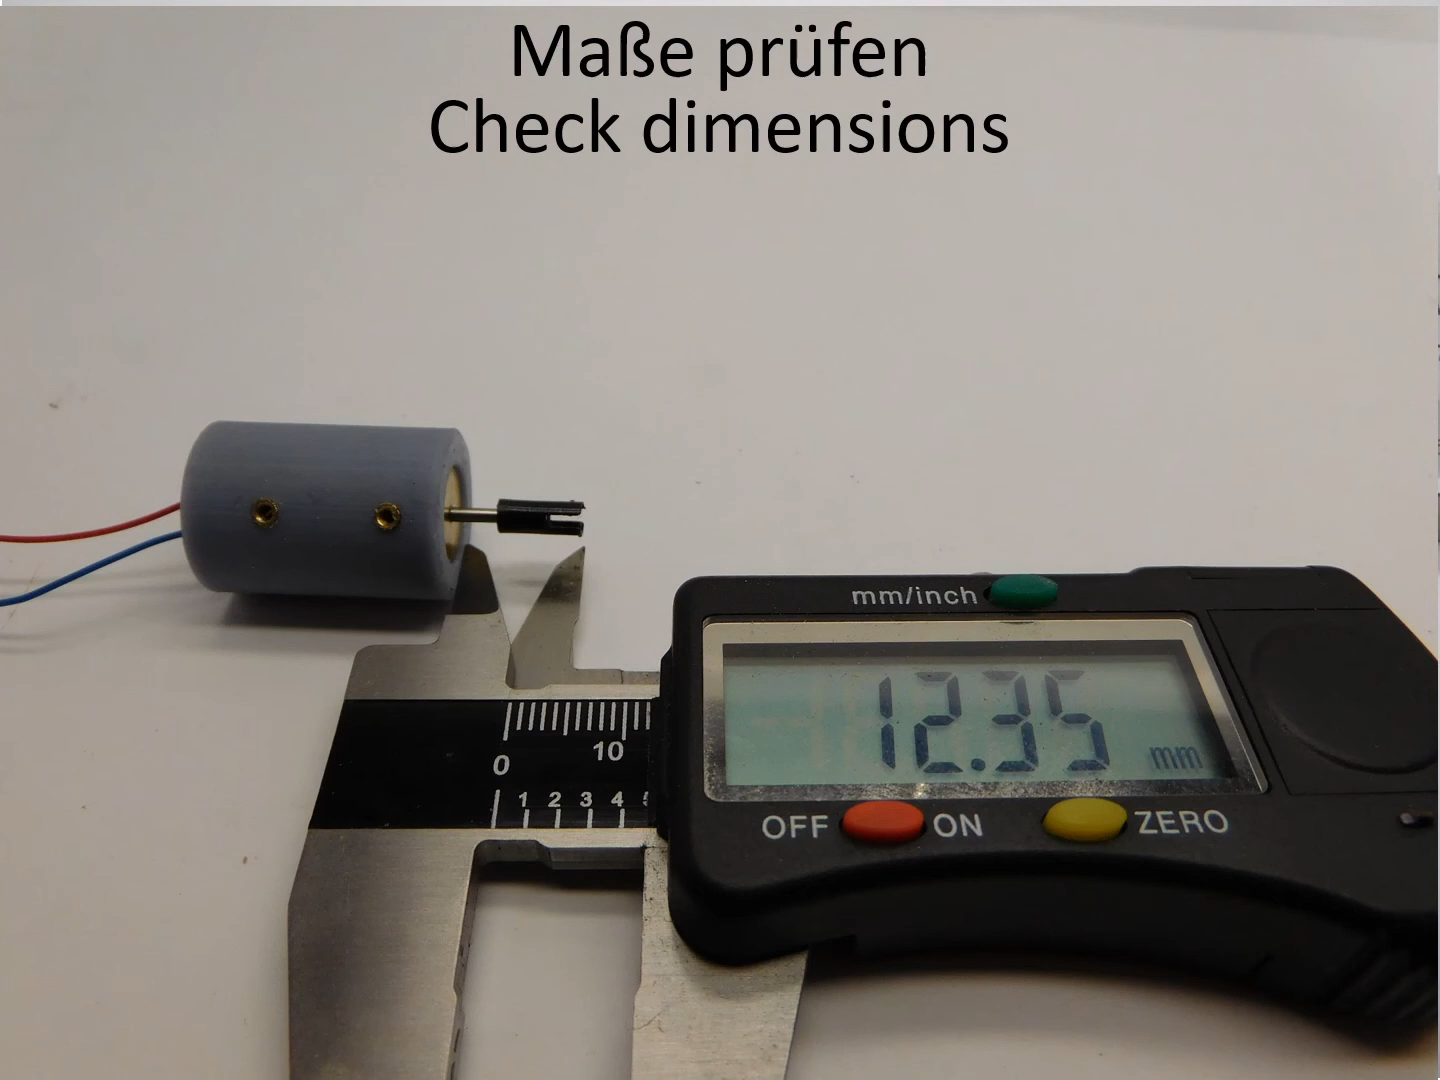 Maße prüfen
Check dimensions
mm/inch
12.35 mm
OFF ON ZERO
10
0
1 2 3 4